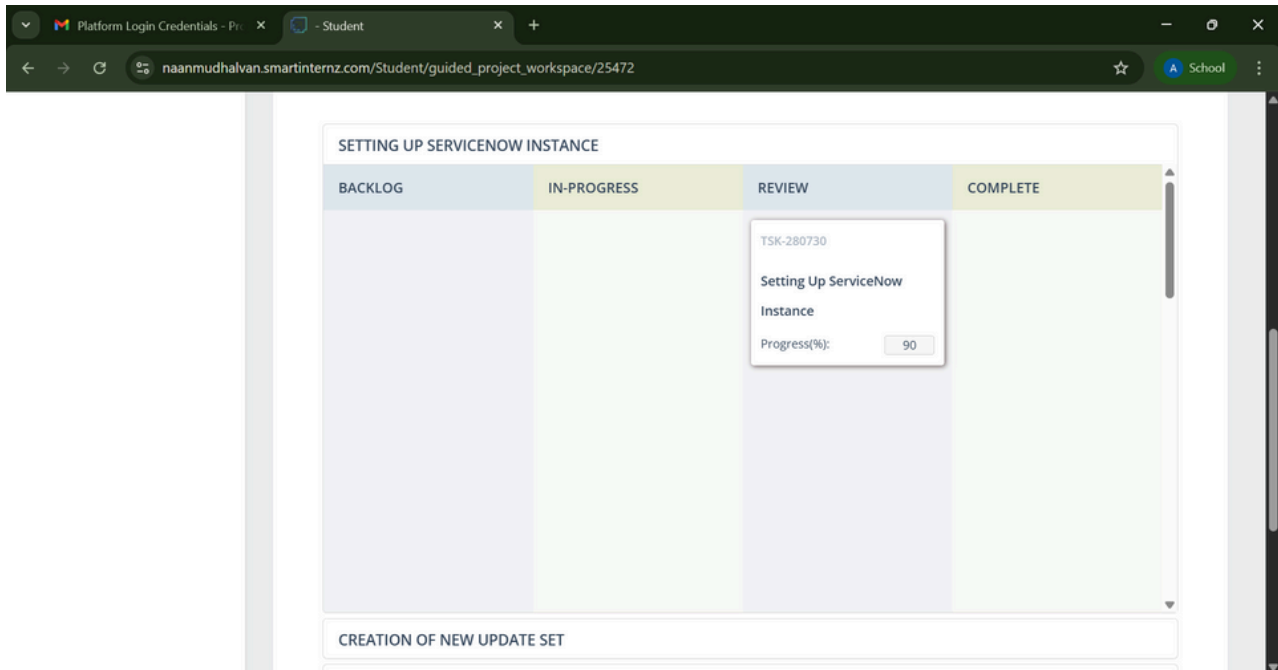 Platform Login Credentials - Pro
- Student
naanmudhalvan.smartinternz.com/Student/guided_project_workspace/25472
A School
SETTING UP SERVICENOW INSTANCE
BACKLOG IN-PROGRESS REVIEW COMPLETE
TSK-280730
Setting Up ServiceNow
Instance
Progress(%): 90
CREATION OF NEW UPDATE SET